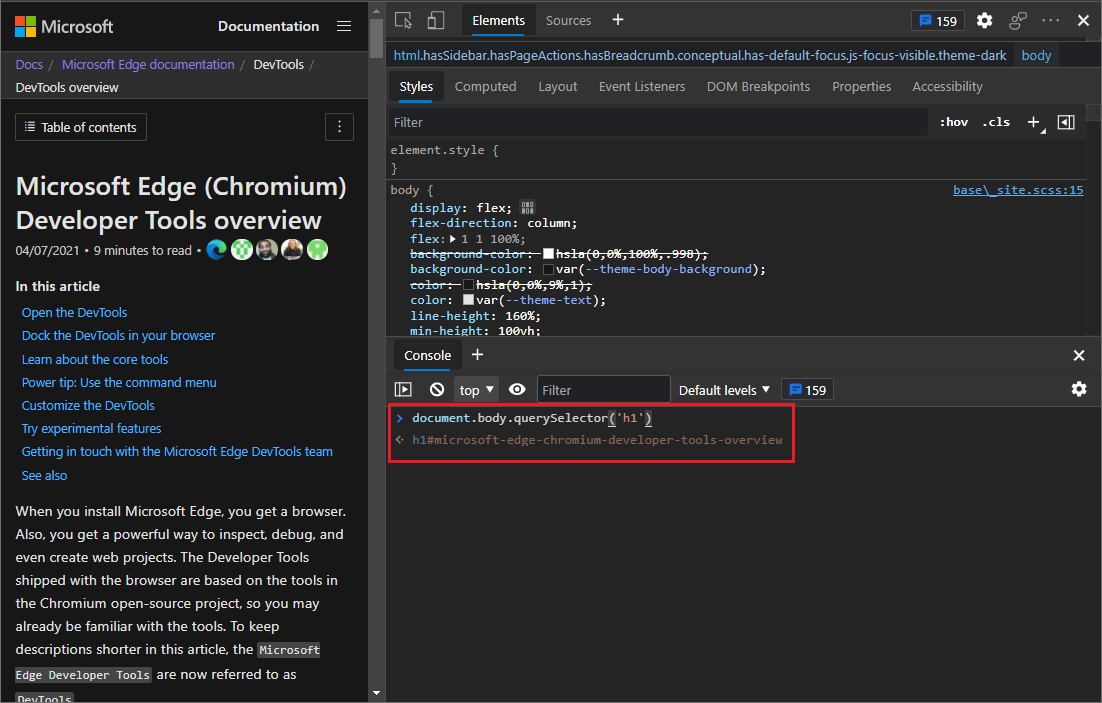 Microsoft
Documentation
Docs / Microsoft Edge documentation / DevTools /
DevTools overview
Table of contents
Microsoft Edge (Chromium)
Developer Tools overview
04/07/2021 • 9 minutes to read •
In this article
Open the DevTools
Dock the DevTools in your browser
Learn about the core tools
Power tip: Use the command menu
Customize the DevTools
Try experimental features
Getting in touch with the Microsoft Edge DevTools team
See also
When you install Microsoft Edge, you get a browser.
Also, you get a powerful way to inspect, debug, and
even create web projects. The Developer Tools
shipped with the browser are based on the tools in
the Chromium open-source project, so you may
already be familiar with the tools. To keep
descriptions shorter in this article, the Microsoft
Edge Developer Tools are now referred to as
DevTools
Elements Sources + 159
html.hasSidebar.hasPageActions.hasBreadcrumb.conceptual.has-default-focus.js-focus-visible.theme-dark body
Styles Computed Layout Event Listeners DOM Breakpoints Properties Accessibility
Filter :hov .cls +
element.style {
}
body { base\_site.scss:15
display: flex;
flex-direction: column;
flex: 1 1 100%;
background-color: hsla(0,0%,100%,.998);
background-color: var(--theme-body-background);
color: hsla(0,0%,9%,1);
color: var(--theme-text);
line-height: 160%;
min-height: 100vh;
Console +
top Filter Default levels 159
> document.body.querySelector('h1')
h1#microsoft-edge-chromium-developer-tools-overview